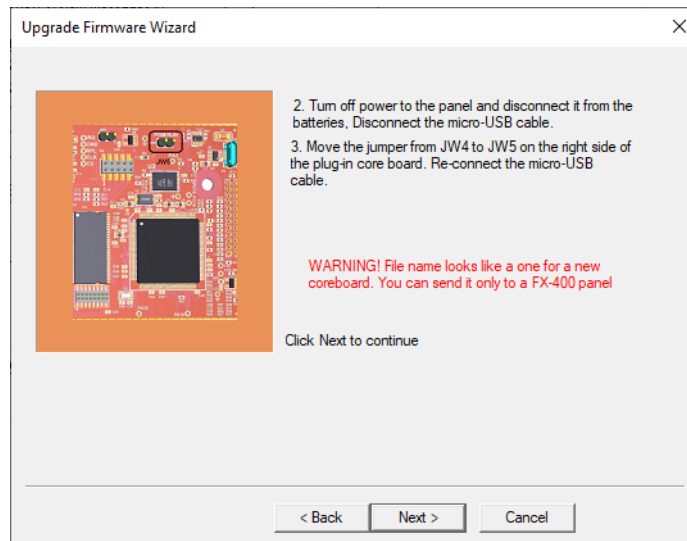 Upgrade Firmware Wizard
2. Turn off power to the panel and disconnect it from the
batteries, Disconnect the micro-USB cable.
3. Move the jumper from JW4 to JW5 on the right side of
the plug-in core board. Re-connect the micro-USB
cable.
WARNING! File name looks like a one for a new
coreboard. You can send it only to a FX-400 panel
Click Next to continue
< Back
Next >
Cancel